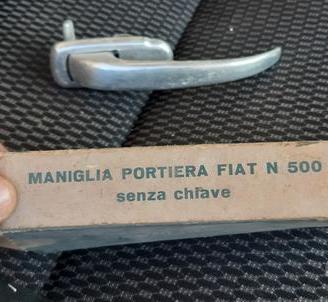 MANIGLIA PORTIERA FIAT N 500
senza chiave